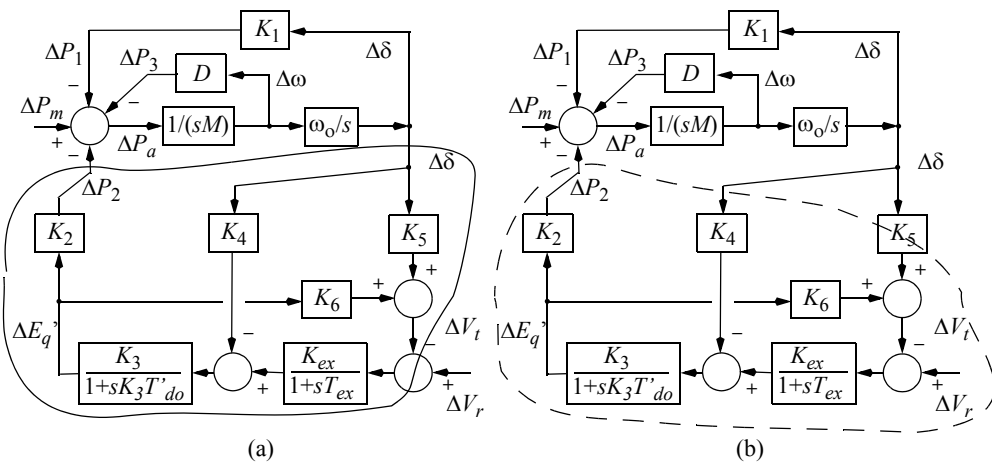 K1
ΔP1
Δδ
ΔP3
D
Δω
−
−
ΔPm
+
−
ΔPa
1/(sM)
ωo/s
Δδ
ΔP2
K2
K4
K5
+
K6
+
ΔEq’
ΔVt
−
−
K3
1+sK3T’do
+
Kex
1+sTex
+
ΔVr
(a)
K1
ΔP1
Δδ
ΔP3
D
Δω
−
−
ΔPm
+
−
ΔPa
1/(sM)
ωo/s
Δδ
ΔP2
K2
K4
K5
+
K6
+
ΔEq’
ΔVt
−
−
K3
1+sK3T’do
+
Kex
1+sTex
+
ΔVr
(b)